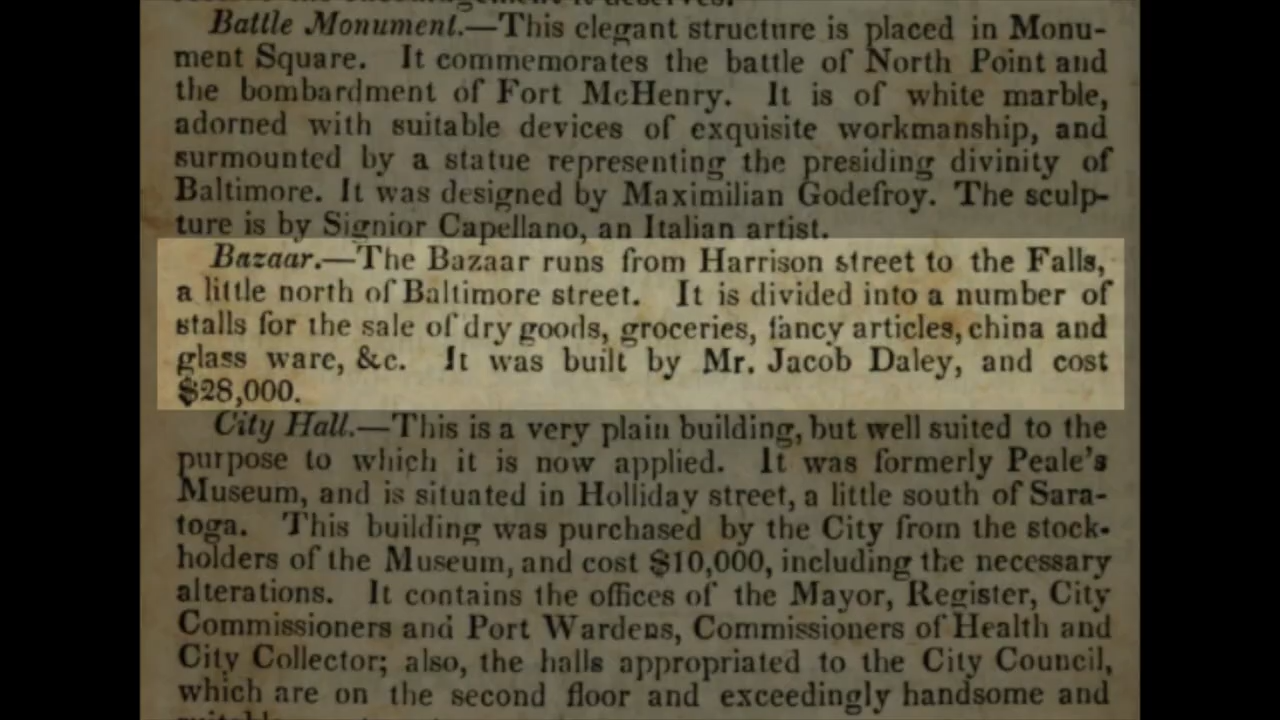 Battle Monument.—This elegant structure is placed in Monu-
ment Square. It commemorates the battle of North Point and
the bombardment of Fort McHenry. It is of white marble,
adorned with suitable devices of exquisite workmanship, and
surmounted by a statue representing the presiding divinity of
Baltimore. It was designed by Maximilian Godefroy. The sculp-
ture is by Signior Capellano, an Italian artist.
Bazaar.—The Bazaar runs from Harrison street to the Falls,
a little north of Baltimore street. It is divided into a number of
stalls for the sale of dry goods, groceries, fancy articles, china and
glass ware, &c. It was built by Mr. Jacob Daley, and cost
$28,000.
City Hall.—This is a very plain building, but well suited to the
purpose to which it is now applied. It was formerly Peale's
Museum, and is situated in Holliday street, a little south of Sara-
toga. This building was purchased by the City from the stock-
holders of the Museum, and cost $10,000, including the necessary
alterations. It contains the offices of the Mayor, Register, City
Commissioners and Port Wardens, Commissioners of Health and
City Collector; also, the halls appropriated to the City Council,
which are on the second floor and exceedingly handsome and